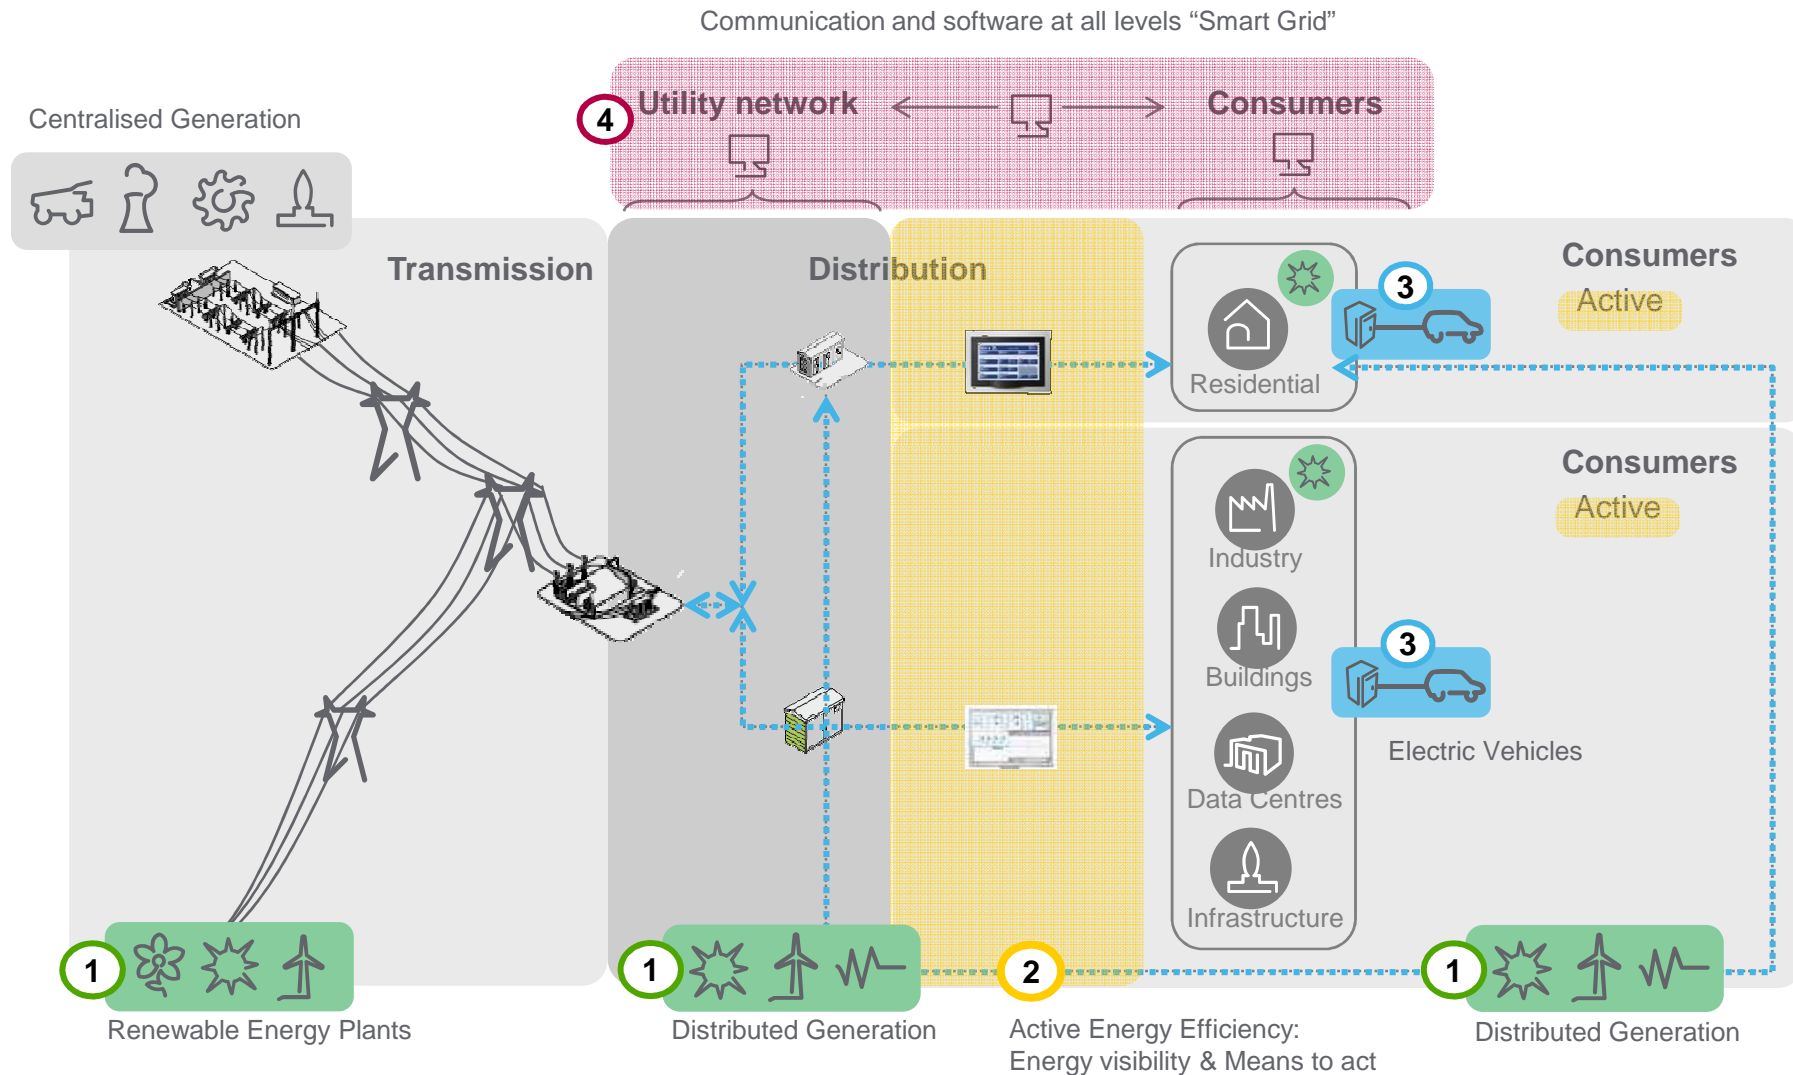 Communication and software at all levels “Smart Grid”
4
Utility network
Consumers
Centralised Generation
Transmission
Distribution
Consumers
Active
3
Residential
Consumers
Active
Industry
Buildings
3
Data Centres
Electric Vehicles
Infrastructure
1
1
2
1
Renewable Energy Plants
Distributed Generation
Active Energy Efficiency:
Energy visibility & Means to act
Distributed Generation